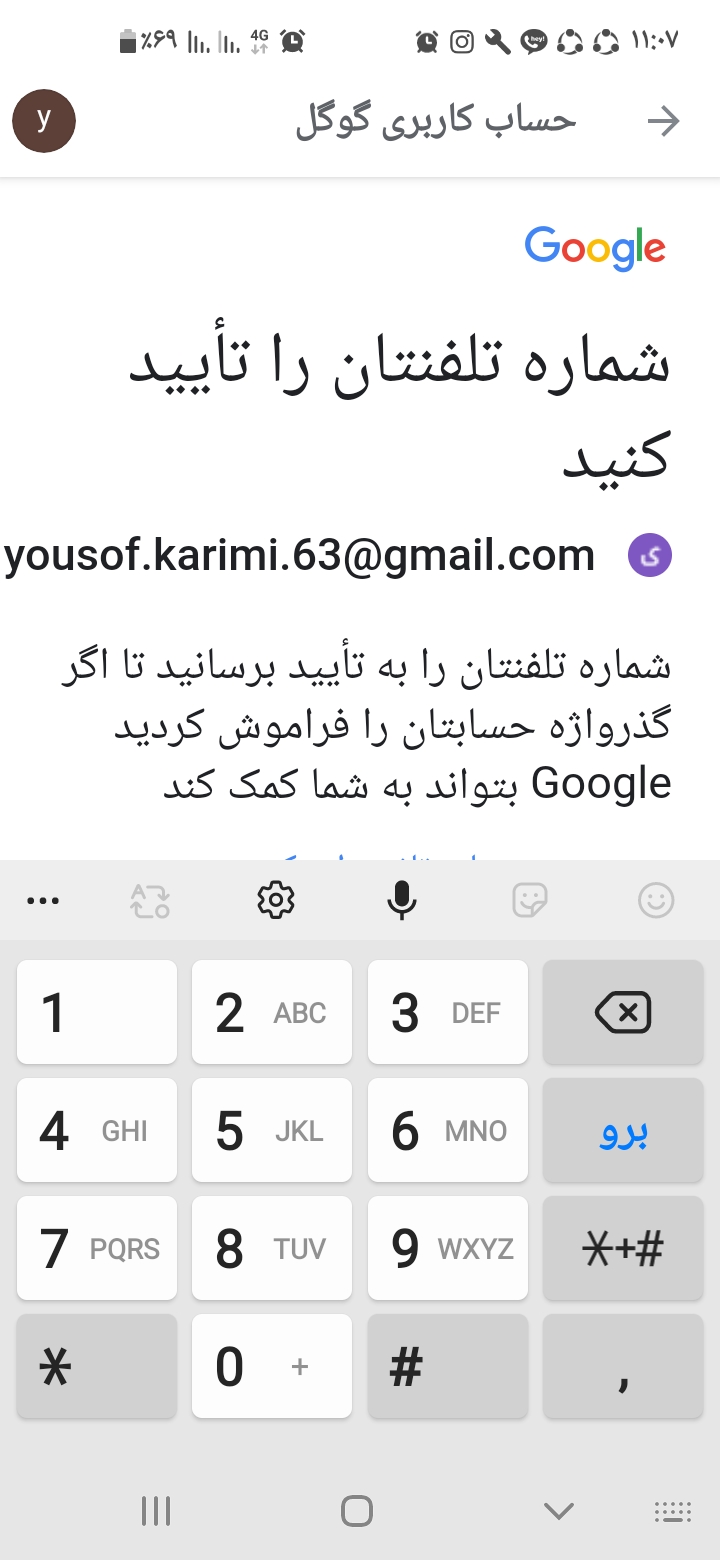 ۱۱:۰۷ hey! 4G ٪۶۹
حساب کاربری گوگل y
Google
شماره تلفنتان را تأیید
کنید
ی yousof.karimi.63@gmail.com
شماره تلفنتان را به تأیید برسانید تا اگر
گذرواژه حسابتان را فراموش کردید
Google بتواند به شما کمک کند
1 2 ABC 3 DEF
4 GHI 5 JKL 6 MNO برو
7 PQRS 8 TUV 9 WXYZ *+#
* 0 + # ,